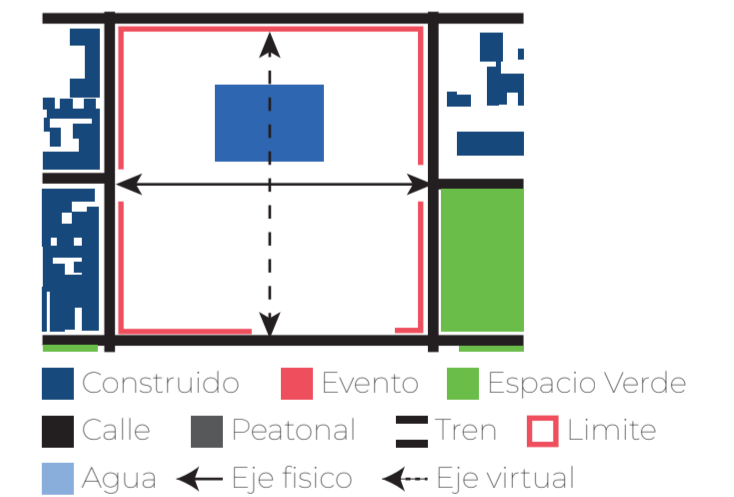 Construido Evento Espacio Verde
Calle Peatonal Tren Limite
Agua Eje fisico Eje virtual